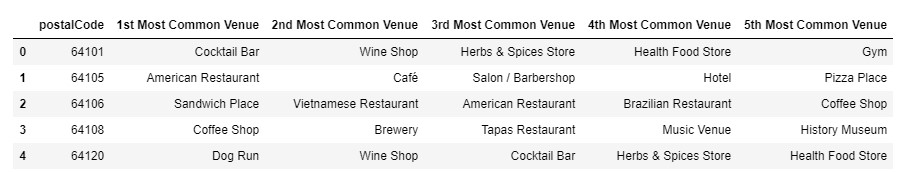 postalCode 1st Most Common Venue 2nd Most Common Venue 3rd Most Common Venue 4th Most Common Venue 5th Most Common Venue
0 64101 Cocktail Bar Wine Shop Herbs & Spices Store Health Food Store Gym
1 64105 American Restaurant Café Salon / Barbershop Hotel Pizza Place
2 64106 Sandwich Place Vietnamese Restaurant American Restaurant Brazilian Restaurant Coffee Shop
3 64108 Coffee Shop Brewery Tapas Restaurant Music Venue History Museum
4 64120 Dog Run Wine Shop Cocktail Bar Herbs & Spices Store Health Food Store